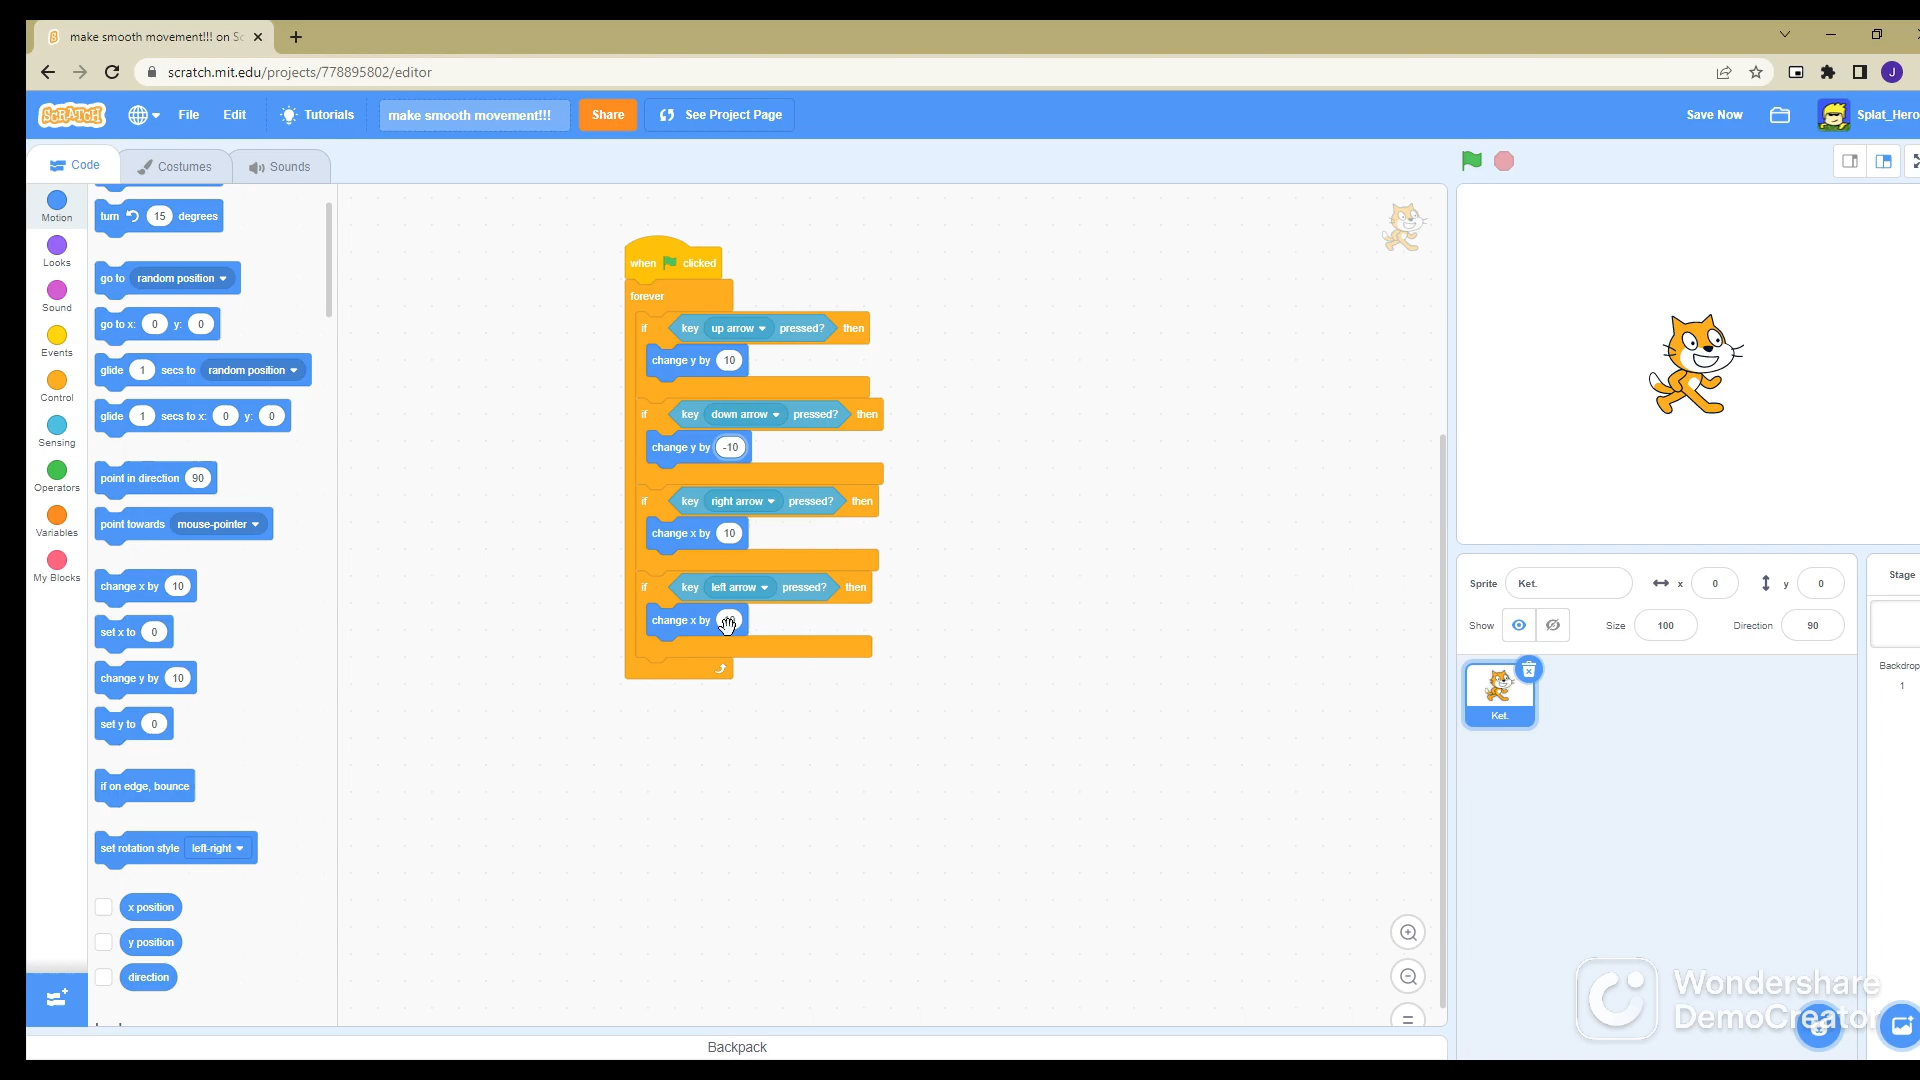 make smooth movement!!! on Sc
scratch.mit.edu/projects/778895802/editor
J
SCRATCH
File
Edit
Tutorials
make smooth movement!!!
Share
See Project Page
Save Now
Splat_Hero
Code
Costumes
Sounds
Motion
Looks
Sound
Events
Control
Sensing
Operators
Variables
My Blocks
turn 15 degrees
go to random position
go to x: 0 y: 0
glide 1 secs to random position
glide 1 secs to x: 0 y: 0
point in direction 90
point towards mouse-pointer
change x by 10
set x to 0
change y by 10
set y to 0
if on edge, bounce
set rotation style left-right
x position
y position
direction
when clicked
forever
if key up arrow pressed? then
change y by 10
if key down arrow pressed? then
change y by -10
if key right arrow pressed? then
change x by 10
if key left arrow pressed? then
change x by
Sprite Ket. x 0 y 0
Show Size 100 Direction 90
Ket.
Stage
Backdrop
1
Backpack
Wondershare
DemoCreator